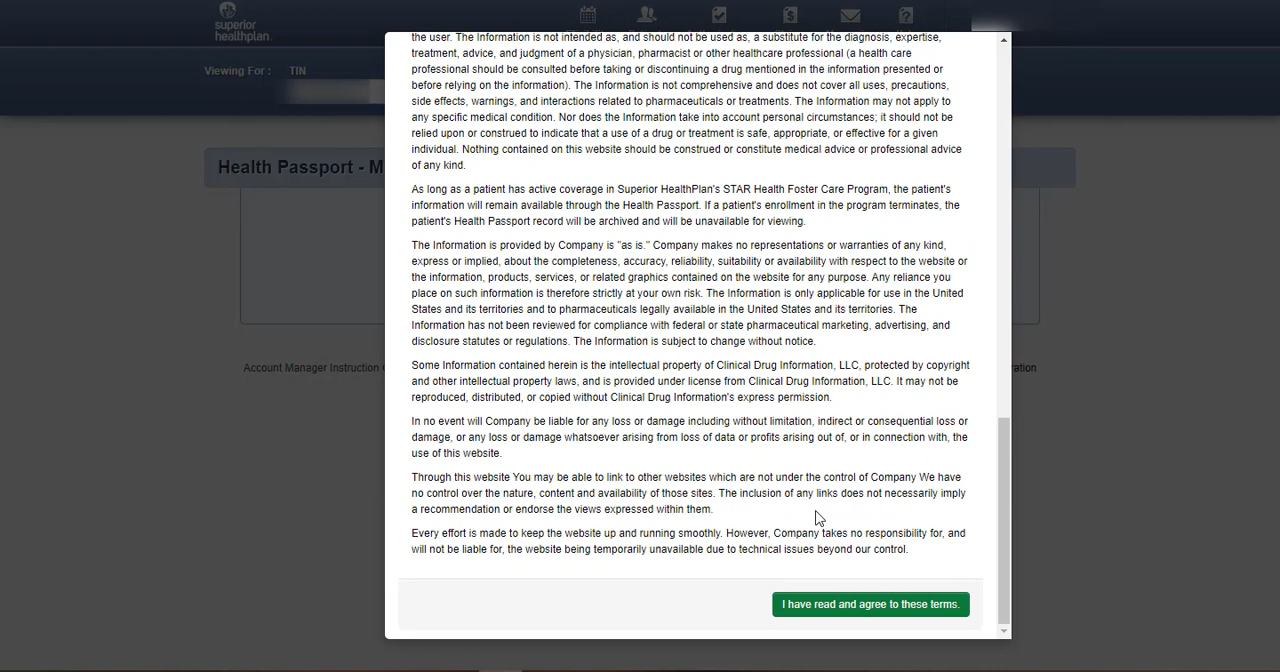 superior
healthplan.
Viewing For : TIN
Health Passport - M
Account Manager Instruction
ration
the user. The Information is not intended as, and should not be used as, a substitute for the diagnosis, expertise,
treatment, advice, and judgment of a physician, pharmacist or other healthcare professional (a health care
professional should be consulted before taking or discontinuing a drug mentioned in the information presented or
before relying on the information). The Information is not comprehensive and does not cover all uses, precautions,
side effects, warnings, and interactions related to pharmaceuticals or treatments. The Information may not apply to
any specific medical condition. Nor does the Information take into account personal circumstances; it should not be
relied upon or construed to indicate that a use of a drug or treatment is safe, appropriate, or effective for a given
individual. Nothing contained on this website should be construed or constitute medical advice or professional advice
of any kind.
As long as a patient has active coverage in Superior HealthPlan's STAR Health Foster Care Program, the patient's
information will remain available through the Health Passport. If a patient's enrollment in the program terminates, the
patient's Health Passport record will be archived and will be unavailable for viewing.
The Information is provided by Company is "as is." Company makes no representations or warranties of any kind,
express or implied, about the completeness, accuracy, reliability, suitability or availability with respect to the website or
the information, products, services, or related graphics contained on the website for any purpose. Any reliance you
place on such information is therefore strictly at your own risk. The Information is only applicable for use in the United
States and its territories and to pharmaceuticals legally available in the United States and its territories. The
Information has not been reviewed for compliance with federal or state pharmaceutical marketing, advertising, and
disclosure statutes or regulations. The Information is subject to change without notice.
Some Information contained herein is the intellectual property of Clinical Drug Information, LLC, protected by copyright
and other intellectual property laws, and is provided under license from Clinical Drug Information, LLC. It may not be
reproduced, distributed, or copied without Clinical Drug Information's express permission.
In no event will Company be liable for any loss or damage including without limitation, indirect or consequential loss or
damage, or any loss or damage whatsoever arising from loss of data or profits arising out of, or in connection with, the
use of this website.
Through this website You may be able to link to other websites which are not under the control of Company We have
no control over the nature, content and availability of those sites. The inclusion of any links does not necessarily imply
a recommendation or endorse the views expressed within them.
Every effort is made to keep the website up and running smoothly. However, Company takes no responsibility for, and
will not be liable for, the website being temporarily unavailable due to technical issues beyond our control.
I have read and agree to these terms.